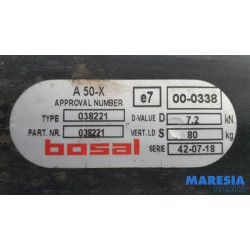 A 50-X e7 00-0338
APPROVAL NUMBER
TYPE 038221 D-VALUE D 7.2 kN
PART. NR. 038221 VERT.LD S 80 kg
bosal SERIE 42-07-18
MARESIA